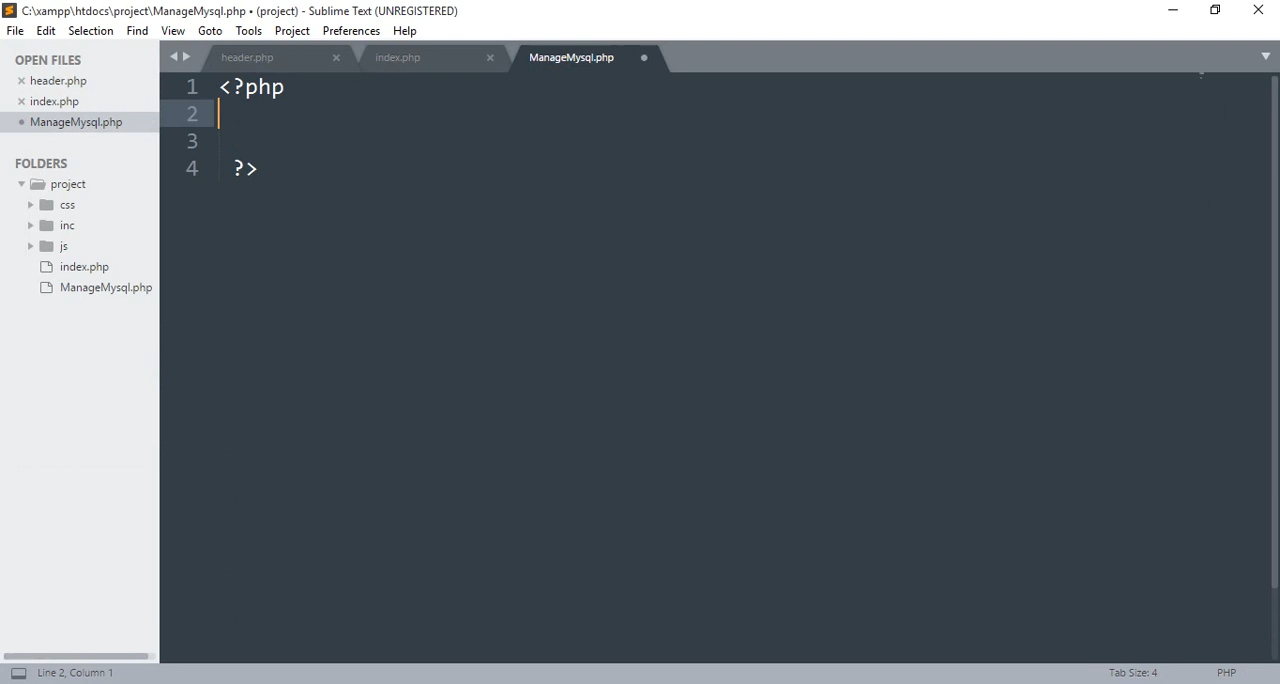 C:\xampp\htdocs\project\ManageMysql.php • (project) - Sublime Text (UNREGISTERED)
File Edit Selection Find View Goto Tools Project Preferences Help
OPEN FILES
header.php
index.php
ManageMysql.php
FOLDERS
project
css
inc
js
index.php
ManageMysql.php
header.php index.php ManageMysql.php
1 <?php
2
3
4 ?>
Line 2, Column 1 Tab Size: 4 PHP